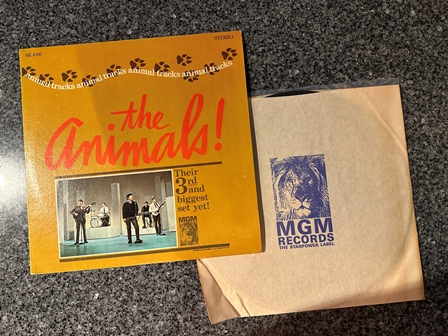 SE 4305
STEREO
animal tracks animal tracks animal tracks animal tracks
the
Animals!
Their
3rd
and
biggest
set yet!
MGM
MGM
RECORDS
THE STARPOWER LABEL